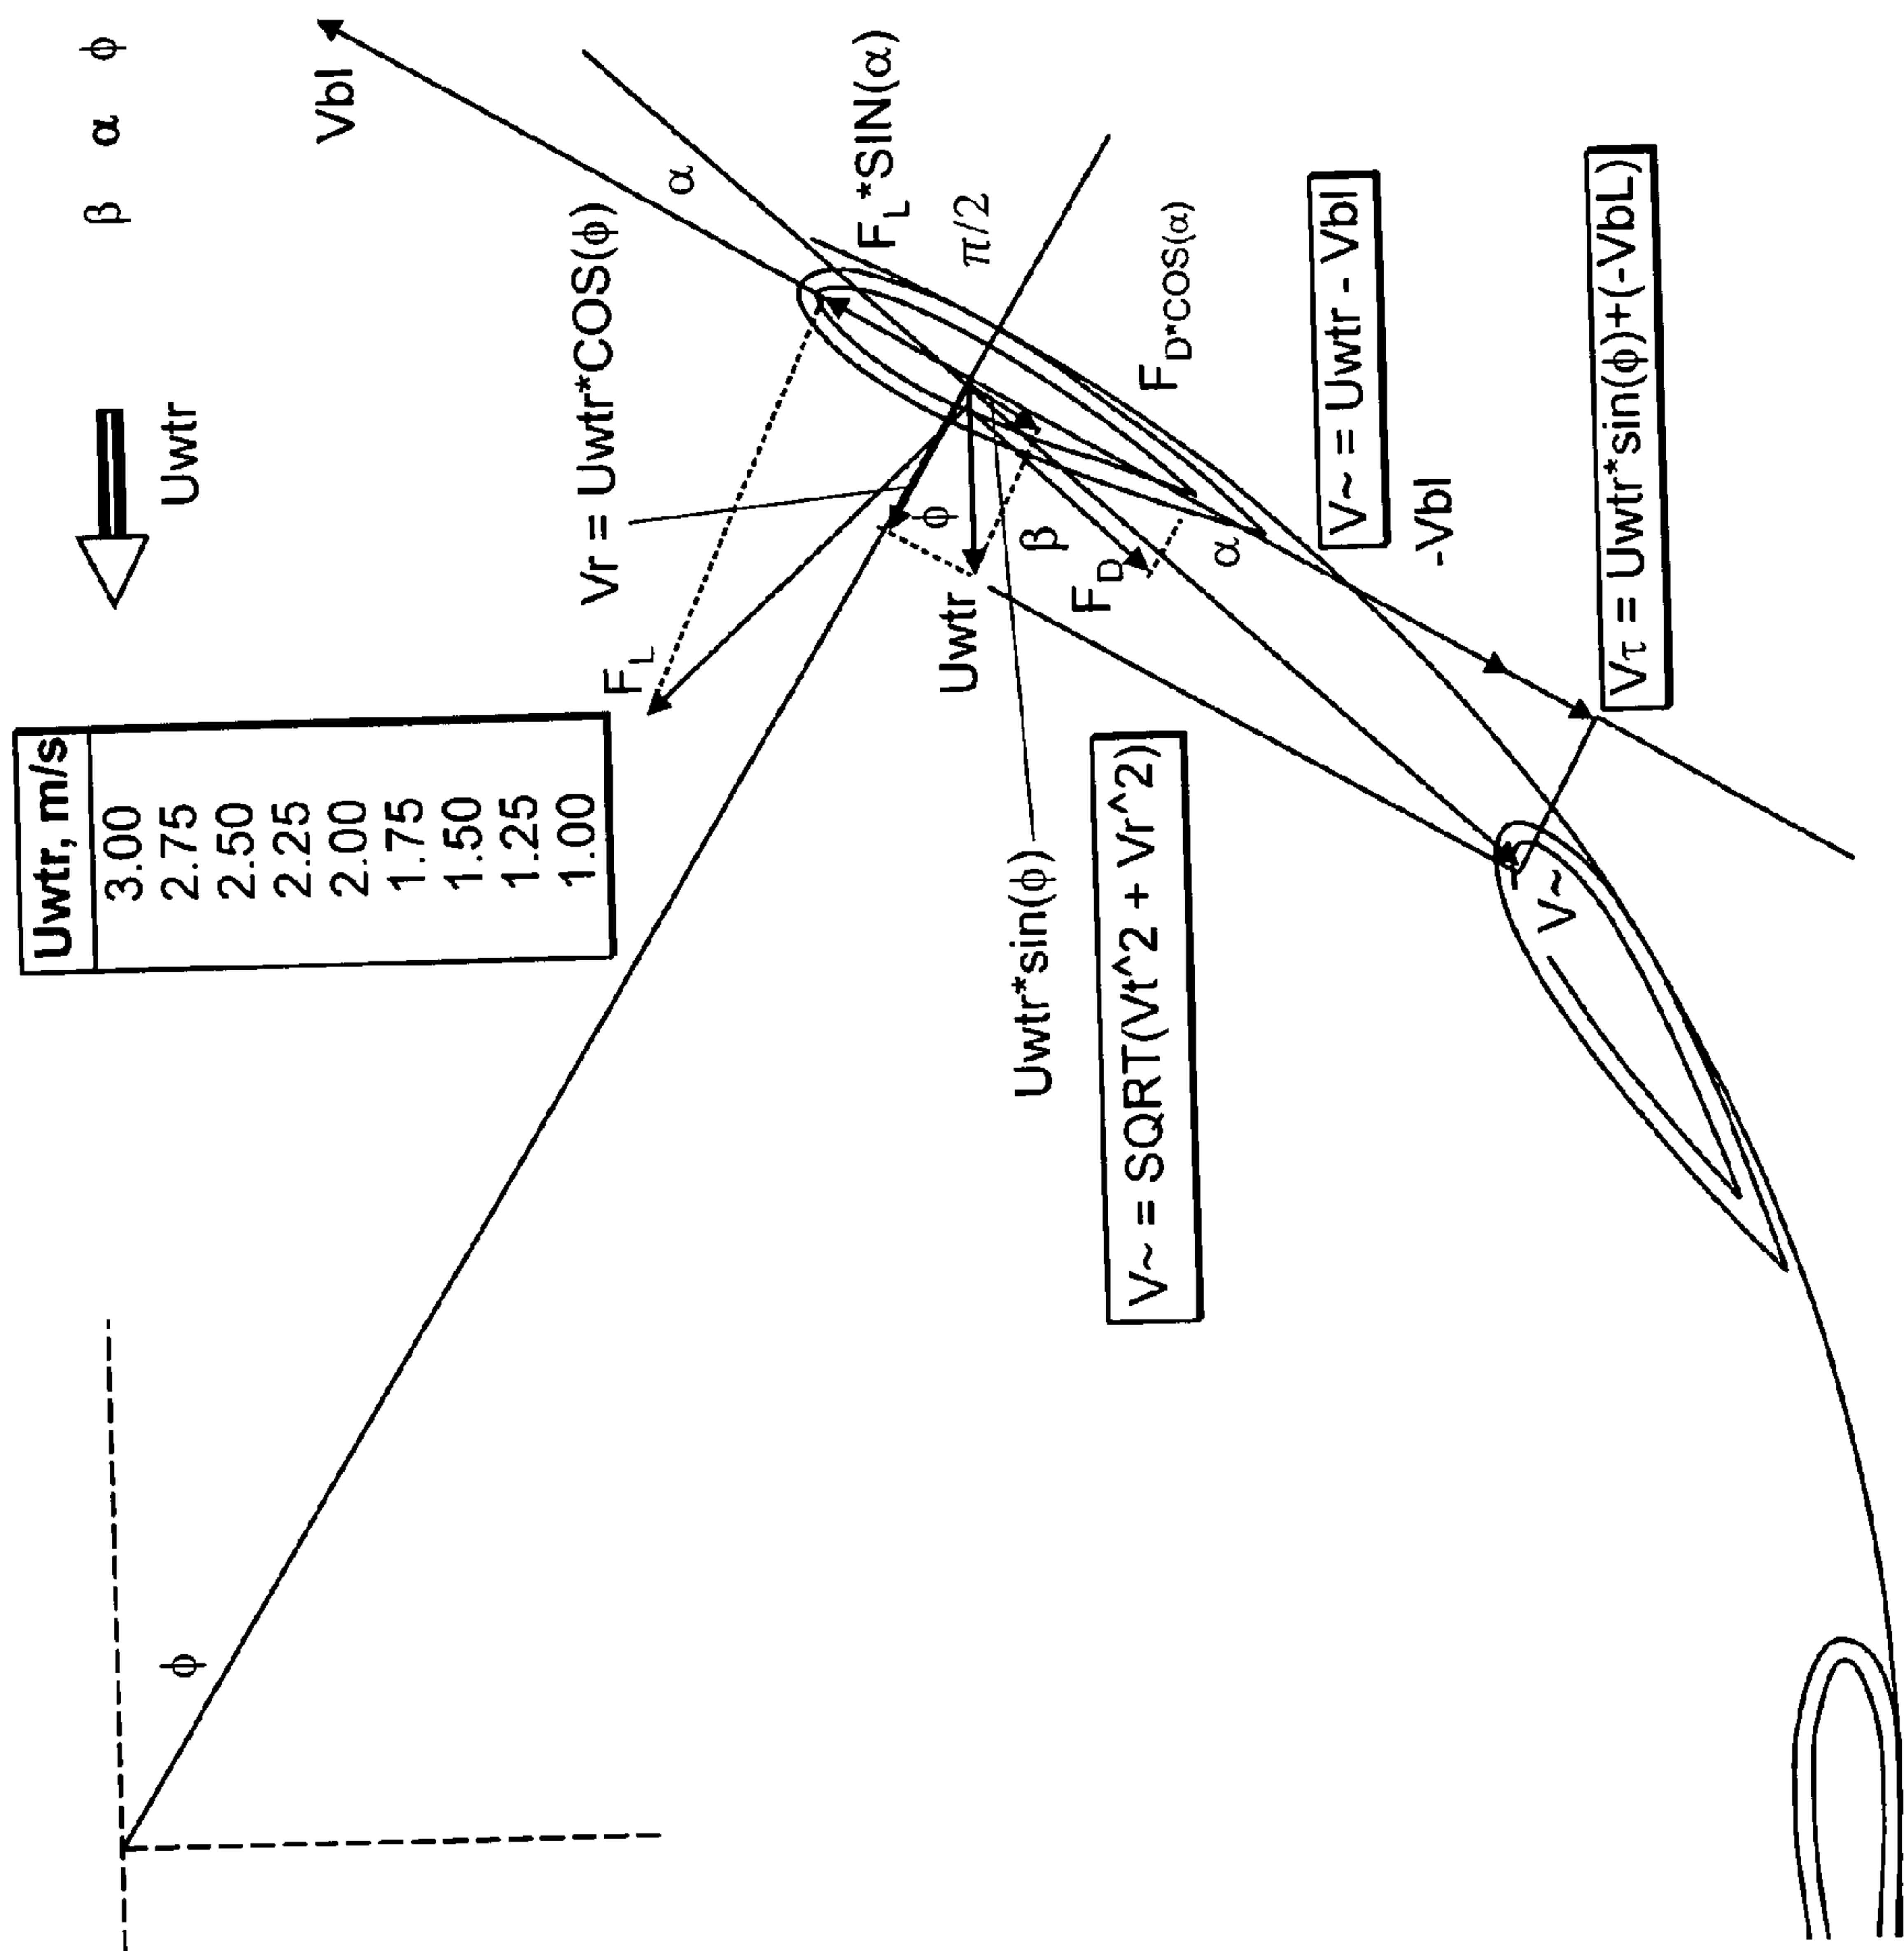 β α ϕ
Uwtr
Vbl
α
Vr = Uwtr*COS(ϕ)
Uwtr, m/s
3.00
2.75
2.50
2.25
2.00
1.75
1.50
1.25
1.00
F_L
F_L*SIN(α)
π/2
ϕ
ϕ
Uwtr
β
F_D
F_D*COS(α)
α
Uwtr*sin(ϕ)
V~ = SQRT(Vt^2 + Vr^2)
V~ = Uwtr - Vbl
-Vbl
V~
Vτ = Uwtr*sin(ϕ)+(-VbL)